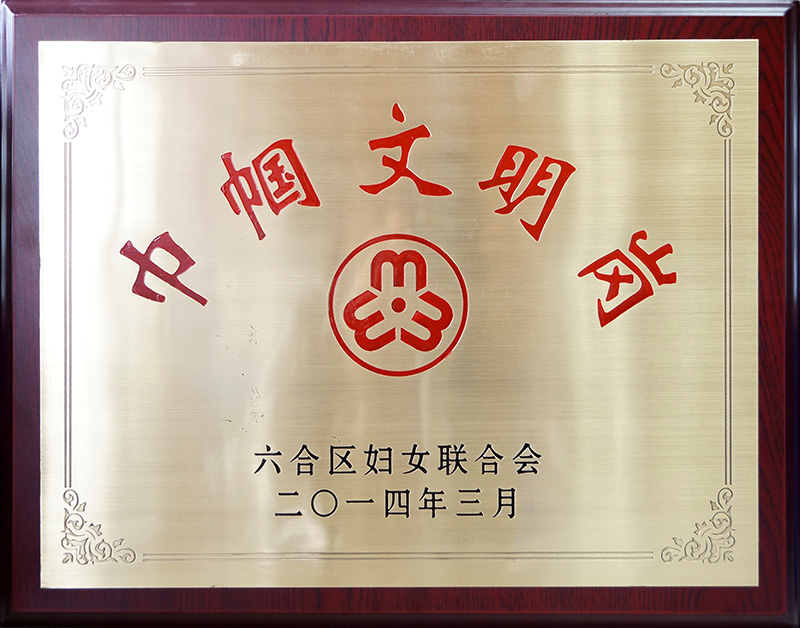 巾帼文明岗
六合区妇女联合会
二〇一四年三月